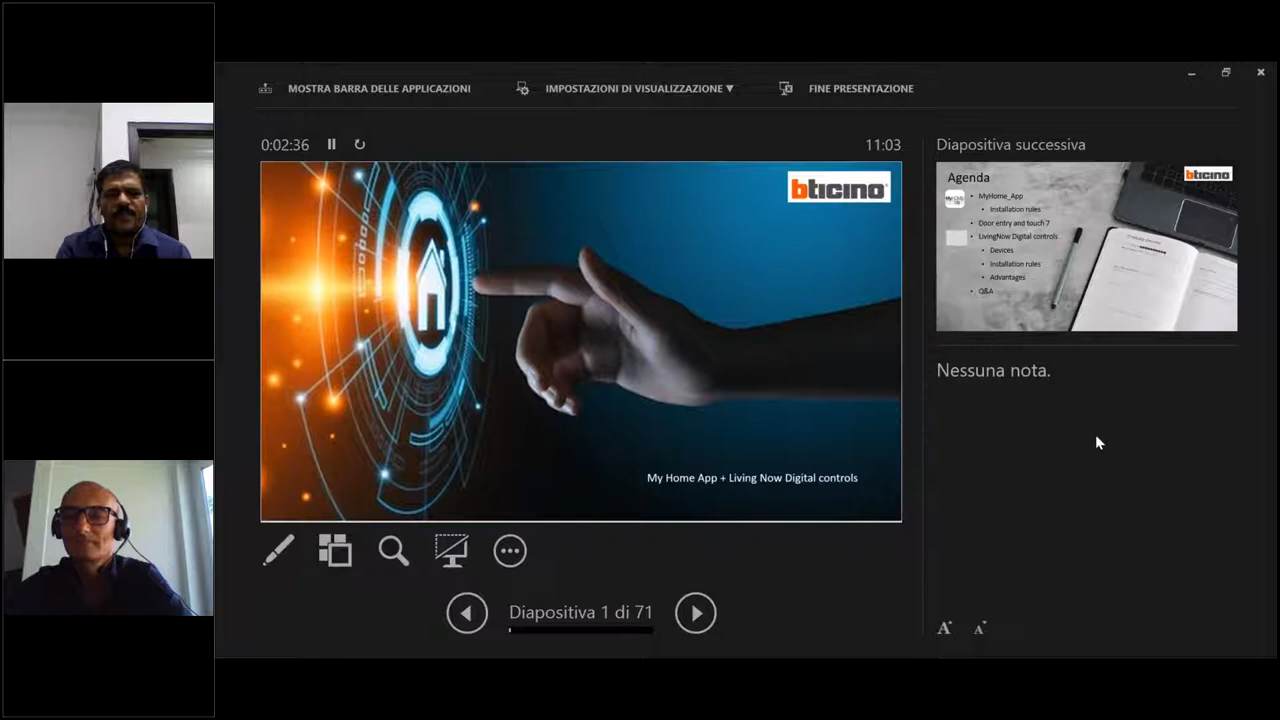 MOSTRA BARRA DELLE APPLICAZIONI
IMPOSTAZIONI DI VISUALIZZAZIONE ▼
FINE PRESENTAZIONE
0:02:36
11:03
bticino
My Home App + Living Now Digital controls
Diapositiva 1 di 71
Diapositiva successiva
Agenda
bticino
• MyHome_App
• Installation rules
• Door entry and touch 7
• LivingNow Digital controls
• Devices
• Installation rules
• Advantages
• Q&A
Nessuna nota.
A A